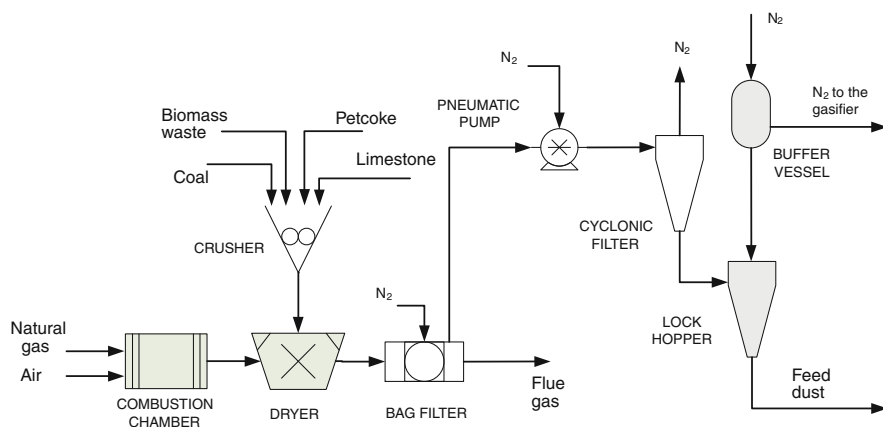 N2
N2
N2
PNEUMATIC
PUMP
N2 to the
gasifier
BUFFER
VESSEL
Biomass
waste
Petcoke
Coal
Limestone
CRUSHER
CYCLONIC
FILTER
N2
LOCK
HOPPER
Natural
gas
Air
COMBUSTION
CHAMBER
DRYER
BAG FILTER
Flue
gas
Feed
dust